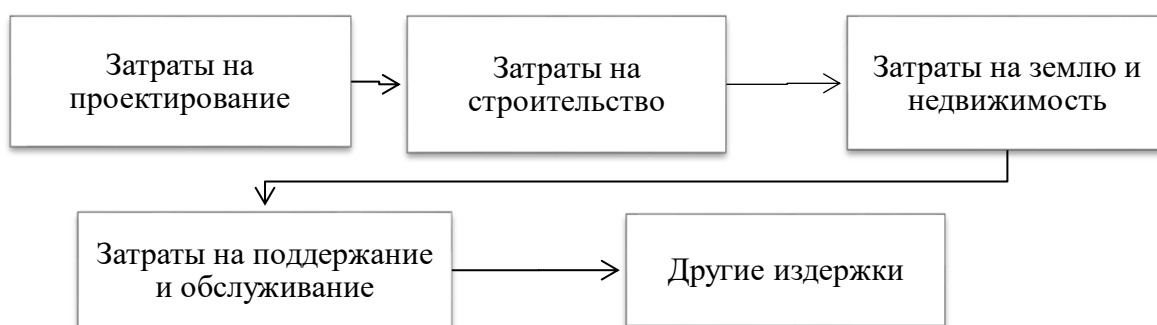 Затраты на
проектирование
Затраты на
строительство
Затраты на землю и
недвижимость
Затраты на поддержание
и обслуживание
Другие издержки